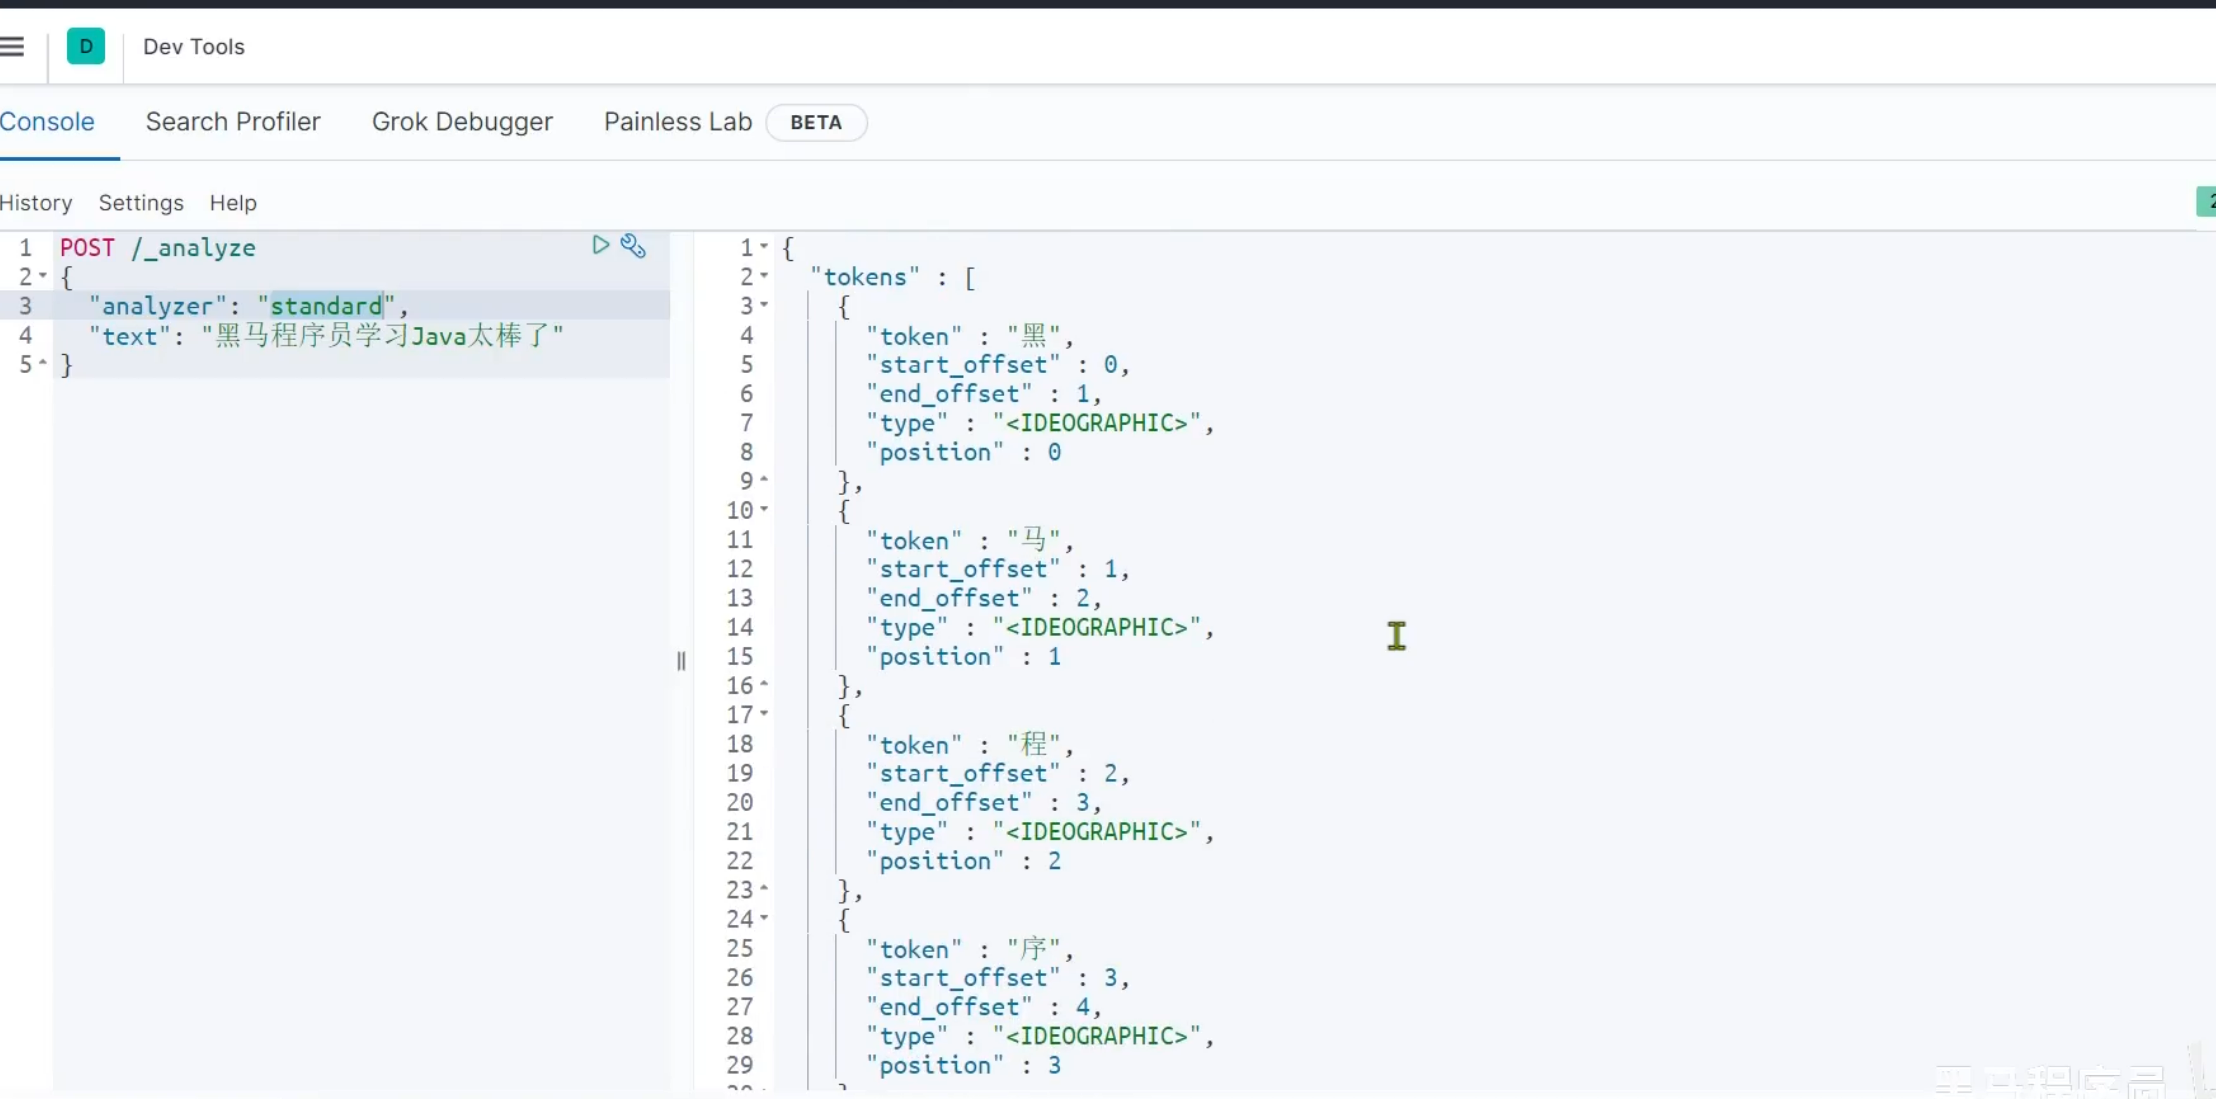 D Dev Tools
Console Search Profiler Grok Debugger Painless Lab BETA
History Settings Help
1 POST /_analyze
2 {
3 "analyzer": "standard",
4 "text": "黑马程序员学习Java太棒了"
5 }
1 {
2 "tokens" : [
3 {
4 "token" : "黑",
5 "start_offset" : 0,
6 "end_offset" : 1,
7 "type" : "<IDEOGRAPHIC>",
8 "position" : 0
9 },
10 {
11 "token" : "马",
12 "start_offset" : 1,
13 "end_offset" : 2,
14 "type" : "<IDEOGRAPHIC>",
15 "position" : 1
16 },
17 {
18 "token" : "程",
19 "start_offset" : 2,
20 "end_offset" : 3,
21 "type" : "<IDEOGRAPHIC>",
22 "position" : 2
23 },
24 {
25 "token" : "序",
26 "start_offset" : 3,
27 "end_offset" : 4,
28 "type" : "<IDEOGRAPHIC>",
29 "position" : 3
黑马程序员